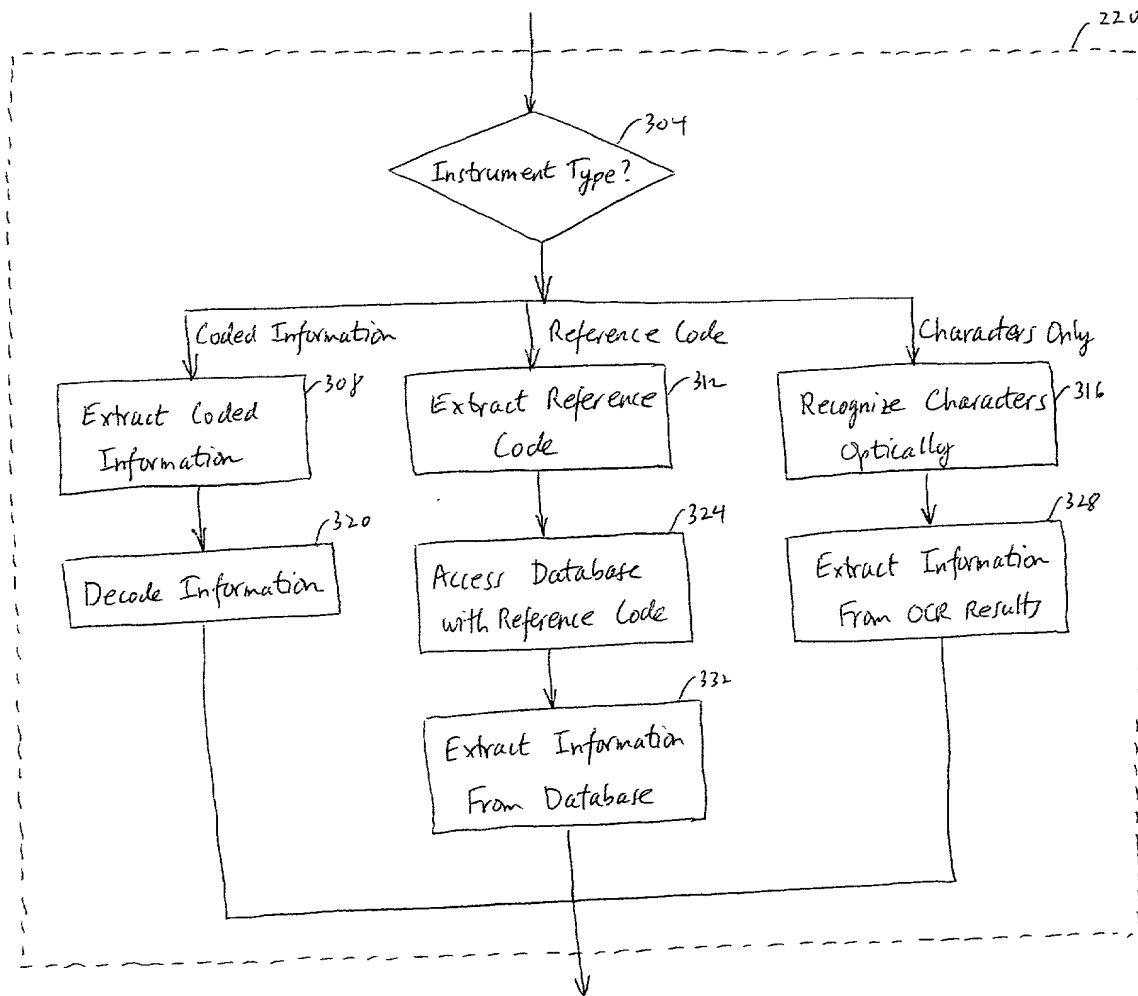 220
304
Instrument Type?
Coded Information
Reference Code
Characters Only
308
Extract Coded
Information
312
Extract Reference
Code
316
Recognize Characters
Optically
320
Decode Information
324
Access Database
with Reference Code
328
Extract Information
From OCR Results
332
Extract Information
From Database